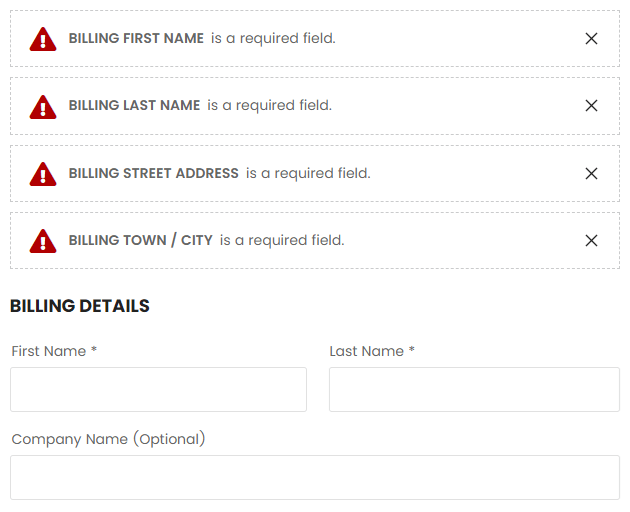 BILLING FIRST NAME is a required field.
BILLING LAST NAME is a required field.
BILLING STREET ADDRESS is a required field.
BILLING TOWN / CITY is a required field.
BILLING DETAILS
First Name * Last Name *
Company Name (Optional)